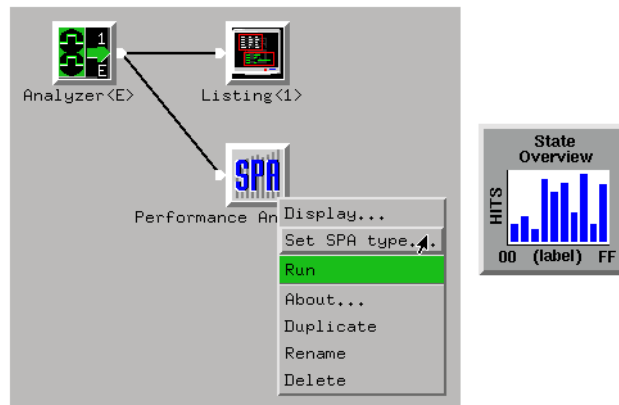 1
E
Analyzer<E>
Listing<1>
SPA
Performance An
Display...
Set SPA type...
Run
About...
Duplicate
Rename
Delete
State
Overview
HITS
00 (label) FF